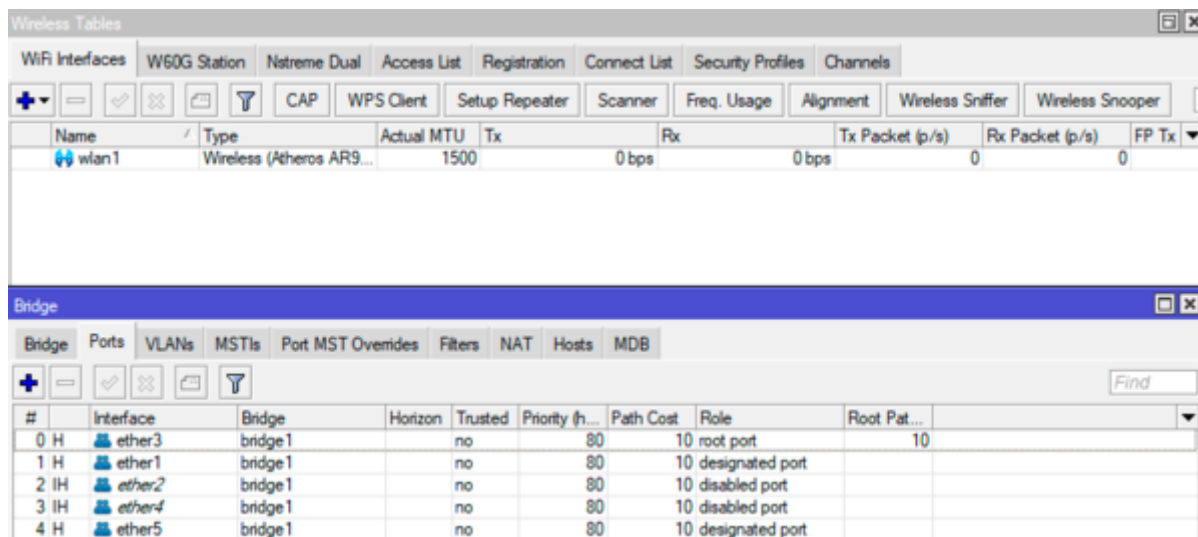 Wireless Tables
WiFi Interfaces W60G Station Nstreme Dual Access List Registration Connect List Security Profiles Channels
CAP WPS Client Setup Repeater Scanner Freq. Usage Alignment Wireless Sniffer Wireless Snooper
Name / Type Actual MTU Tx Rx Tx Packet (p/s) Rx Packet (p/s) FP Tx
wlan1 Wireless (Atheros AR9... 1500 0 bps 0 bps 0 0
Bridge
Bridge Ports VLANs MSTIs Port MST Overrides Filters NAT Hosts MDB
Find
# Interface Bridge Horizon Trusted Priority (h... Path Cost Role Root Pat...
0 H ether3 bridge1 no 80 10 root port 10
1 H ether1 bridge1 no 80 10 designated port
2 IH ether2 bridge1 no 80 10 disabled port
3 IH ether4 bridge1 no 80 10 disabled port
4 H ether5 bridge1 no 80 10 designated port